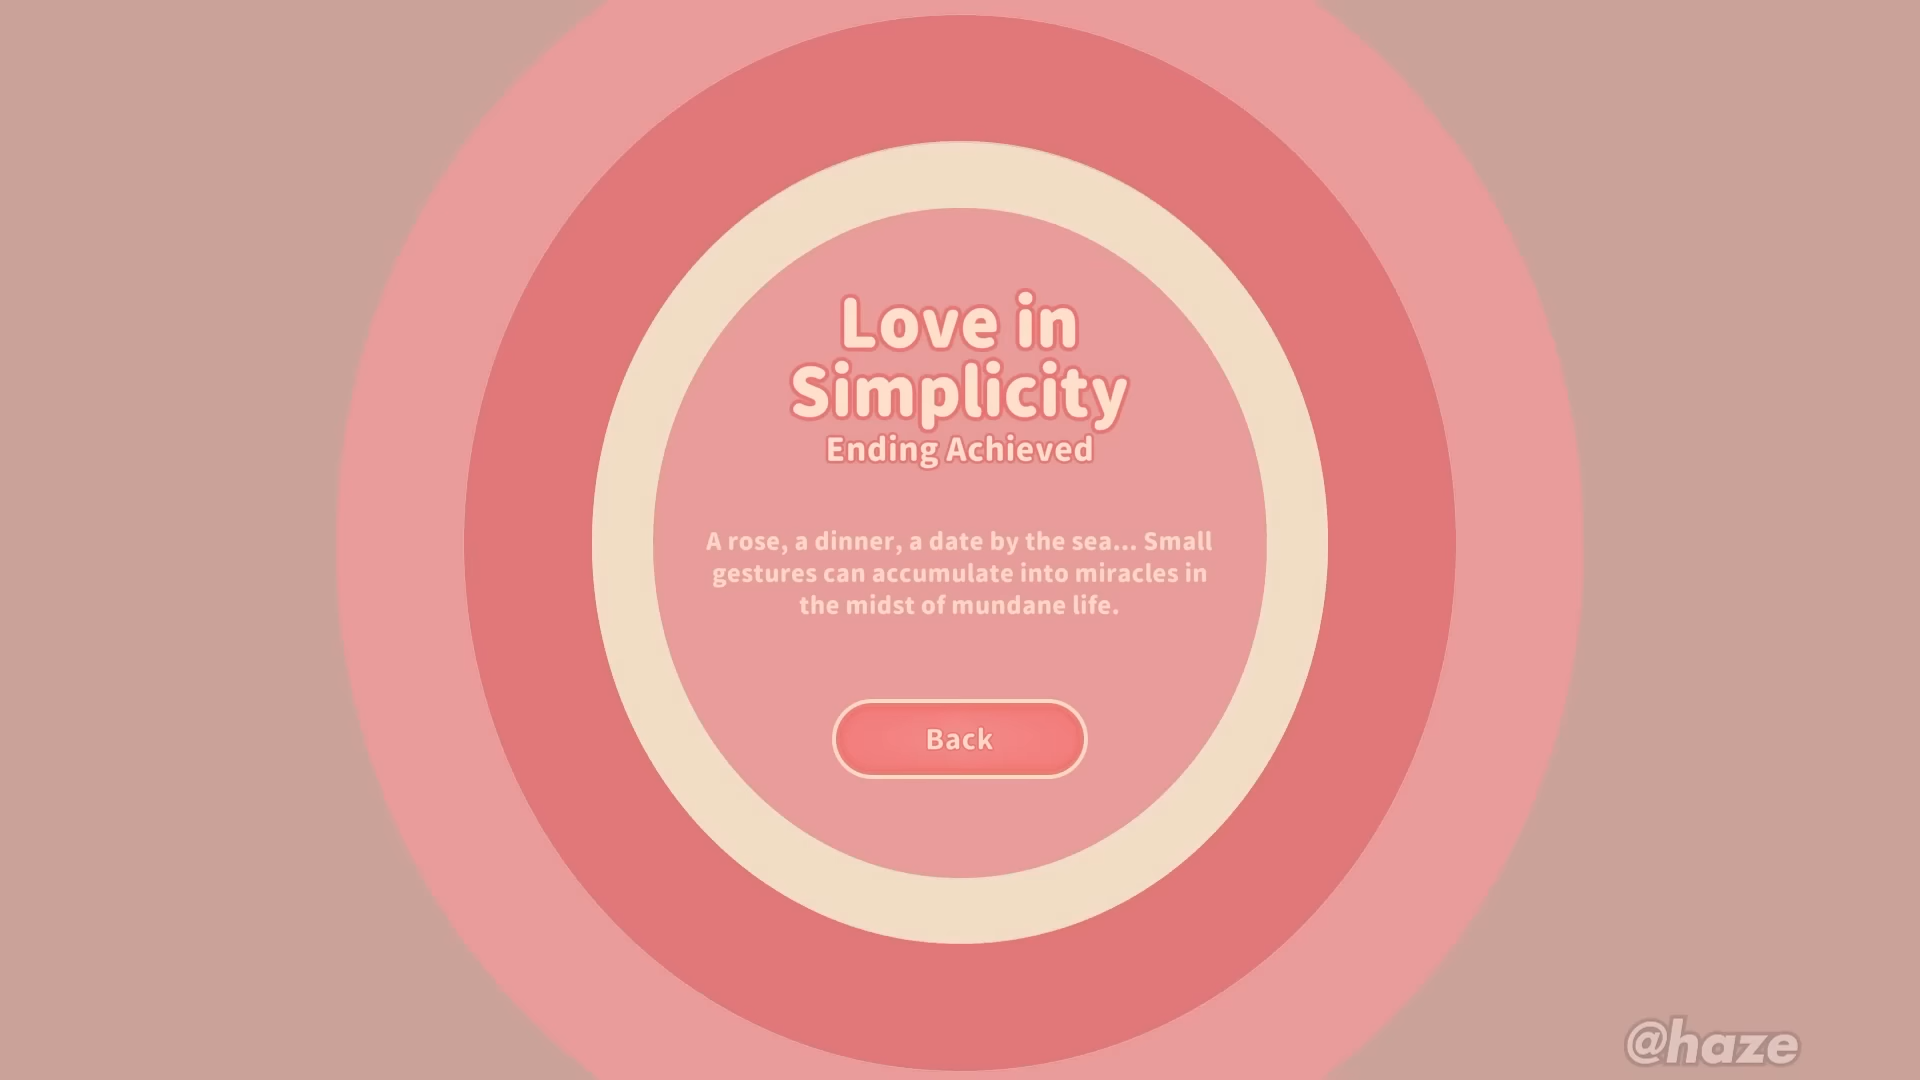 Love in
Simplicity
Ending Achieved
A rose, a dinner, a date by the sea... Small
gestures can accumulate into miracles in
the midst of mundane life.
Back
@haze